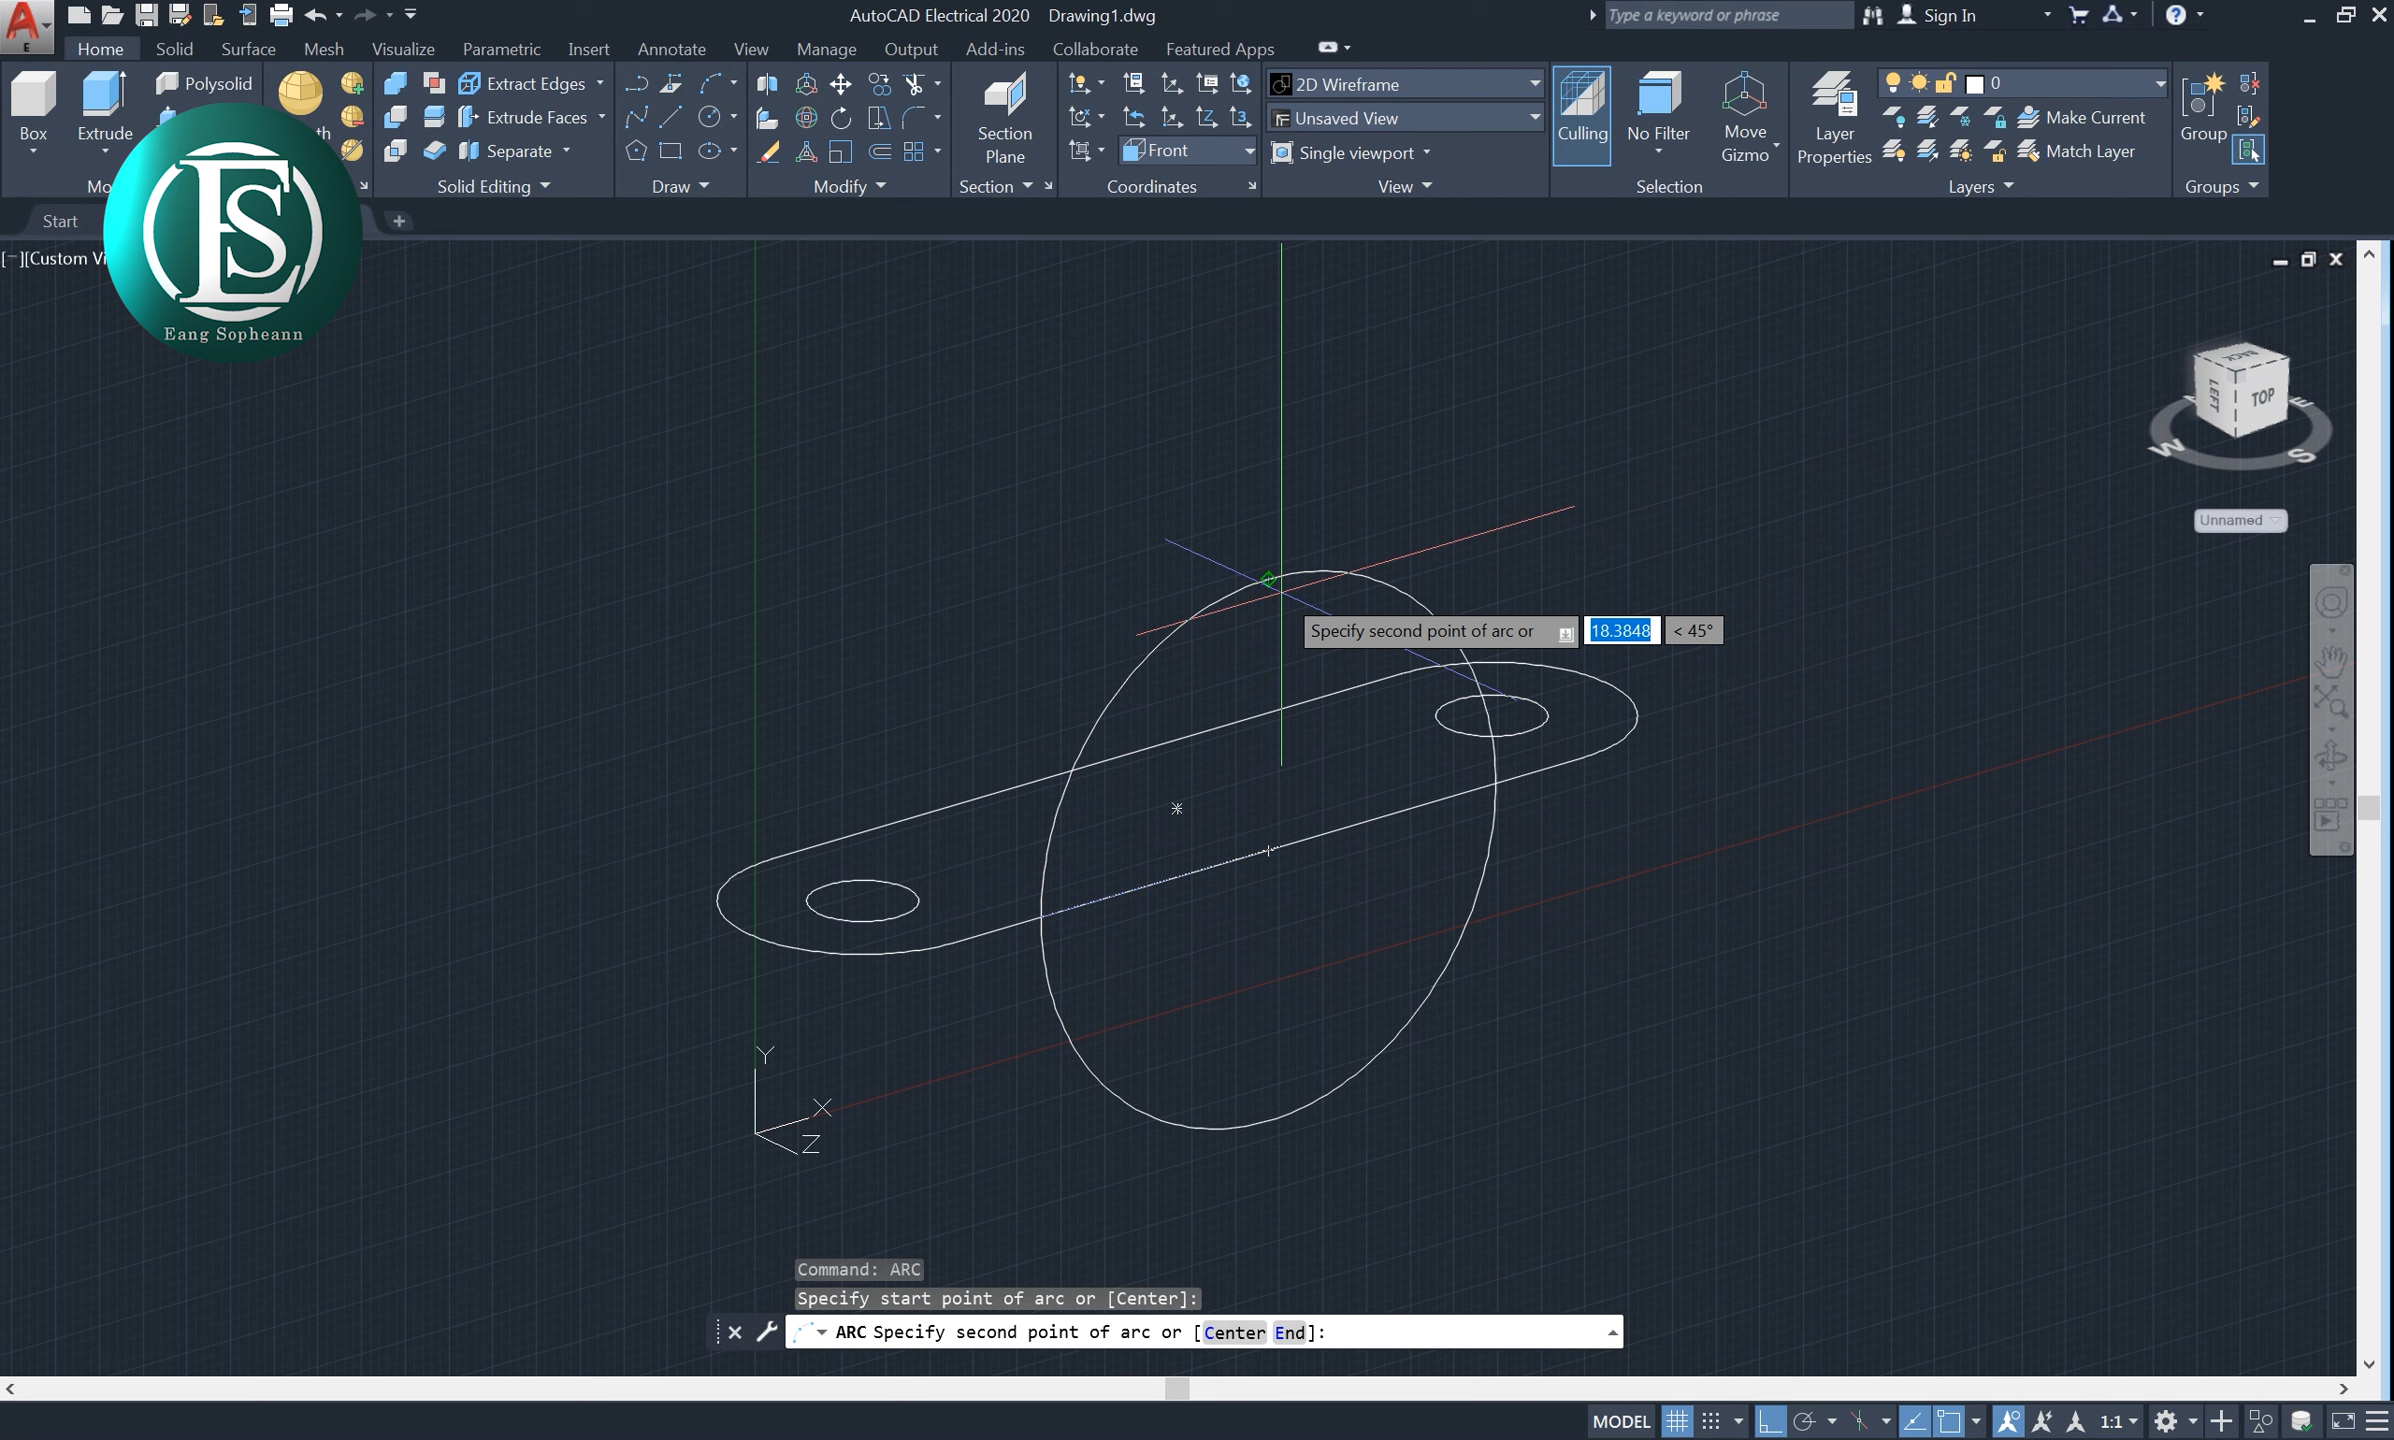 AutoCAD Electrical 2020 Drawing1.dwg
Type a keyword or phrase
Sign In
Home Solid Surface Mesh Visualize Parametric Insert Annotate View Manage Output Add-ins Collaborate Featured Apps
Box
Extrude
Polysolid
Extract Edges
Extrude Faces
Separate
Solid Editing
Draw
Modify
Section Plane
Section
Front
Coordinates
2D Wireframe
Unsaved View
Single viewport
View
Culling
No Filter
Move Gizmo
Selection
Layer Properties
0
Make Current
Match Layer
Layers
Group
Groups
Start
[−][Custom Vi
ES
Eang Sopheann
BACK
LEFT
TOP
E
W
S
Unnamed
Specify second point of arc or 18.3848 < 45°
Y
X
Z
Command: ARC
Specify start point of arc or [Center]:
ARC Specify second point of arc or [Center End]:
MODEL 1:1